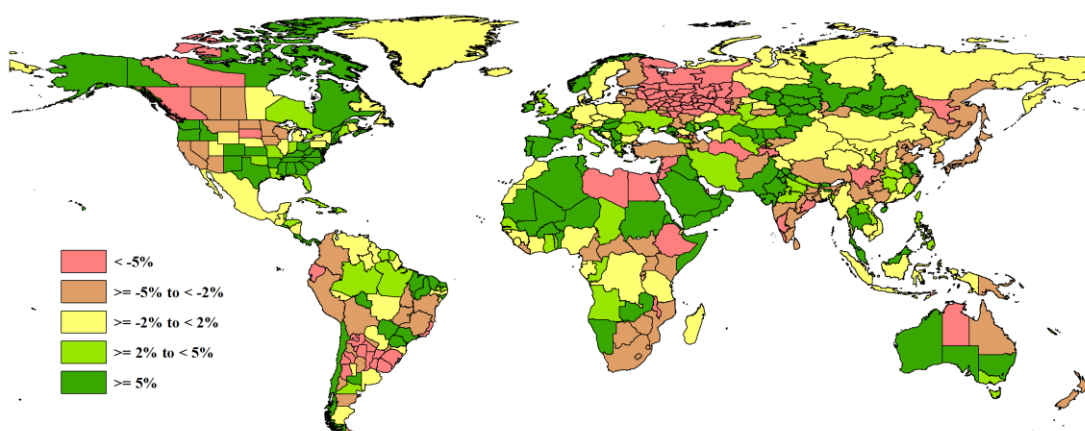 < -5%
>= -5% to < -2%
>= -2% to < 2%
>= 2% to < 5%
>= 5%